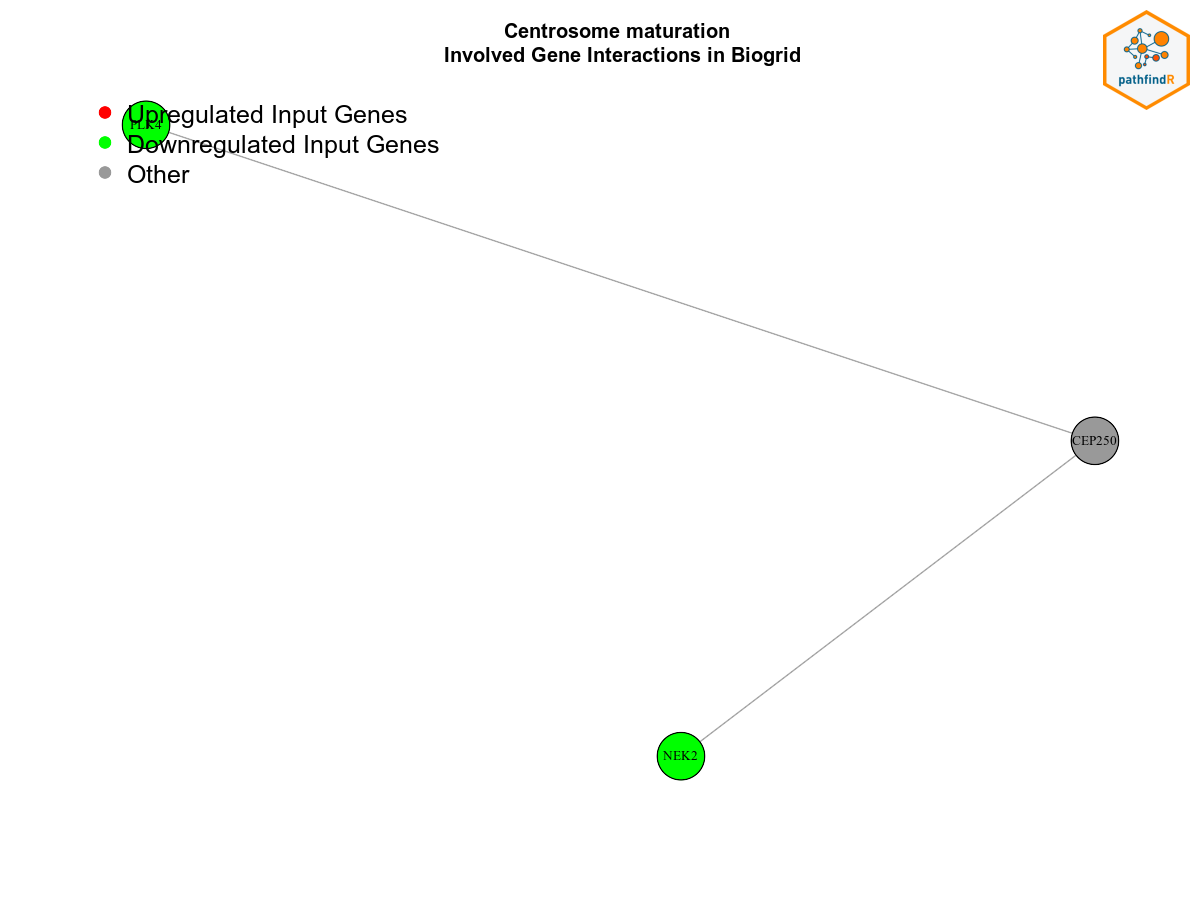 Centrosome maturation
Involved Gene Interactions in Biogrid
pathfindR
Upregulated Input Genes
PLK4
Downregulated Input Genes
Other
CEP250
NEK2